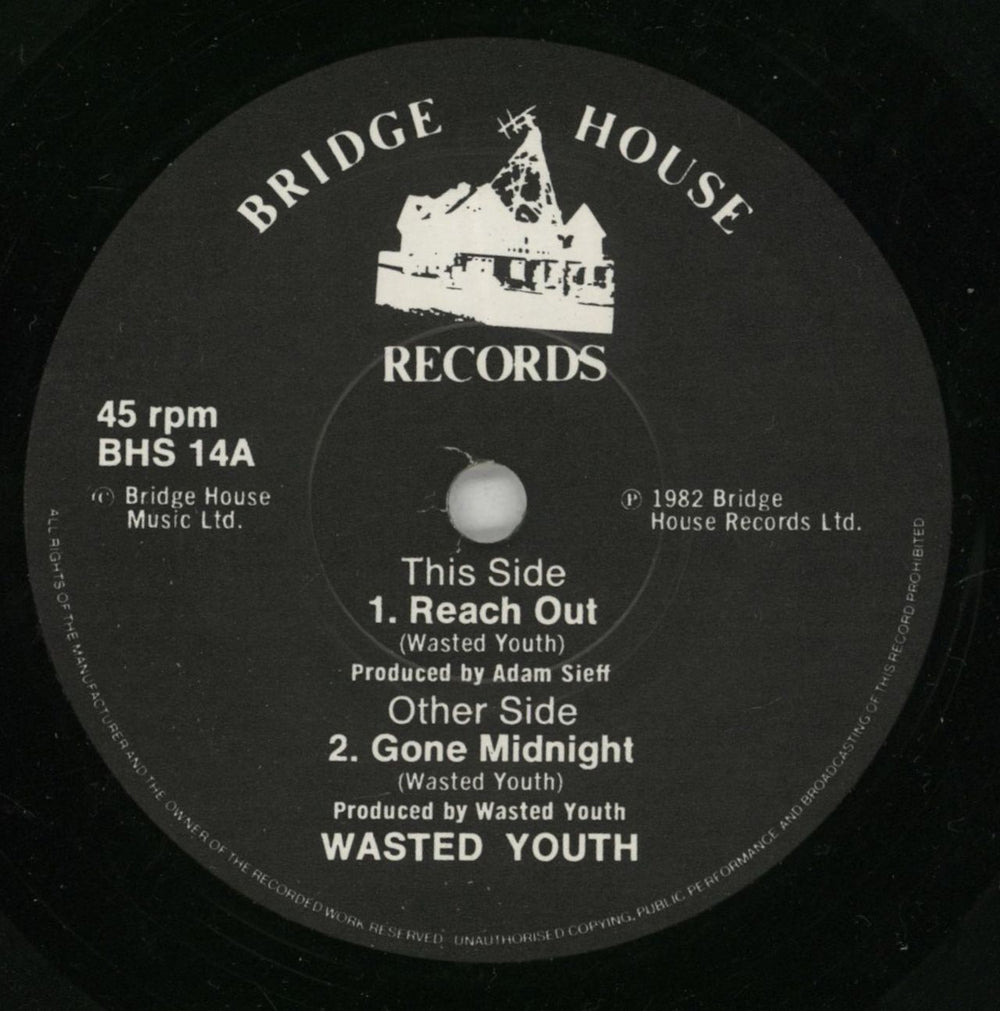 BRIDGE HOUSE
RECORDS
45 rpm
BHS 14A
(C) Bridge House
Music Ltd.
Ⓟ 1982 Bridge
House Records Ltd.
This Side
1. Reach Out
(Wasted Youth)
Produced by Adam Sieff
Other Side
2. Gone Midnight
(Wasted Youth)
Produced by Wasted Youth
WASTED YOUTH
ALL RIGHTS OF THE MANUFACTURER AND THE OWNER OF THE RECORDED WORK RESERVED UNAUTHORISED COPYING, PUBLIC PERFORMANCE AND BROADCASTING OF THIS RECORD PROHIBITED